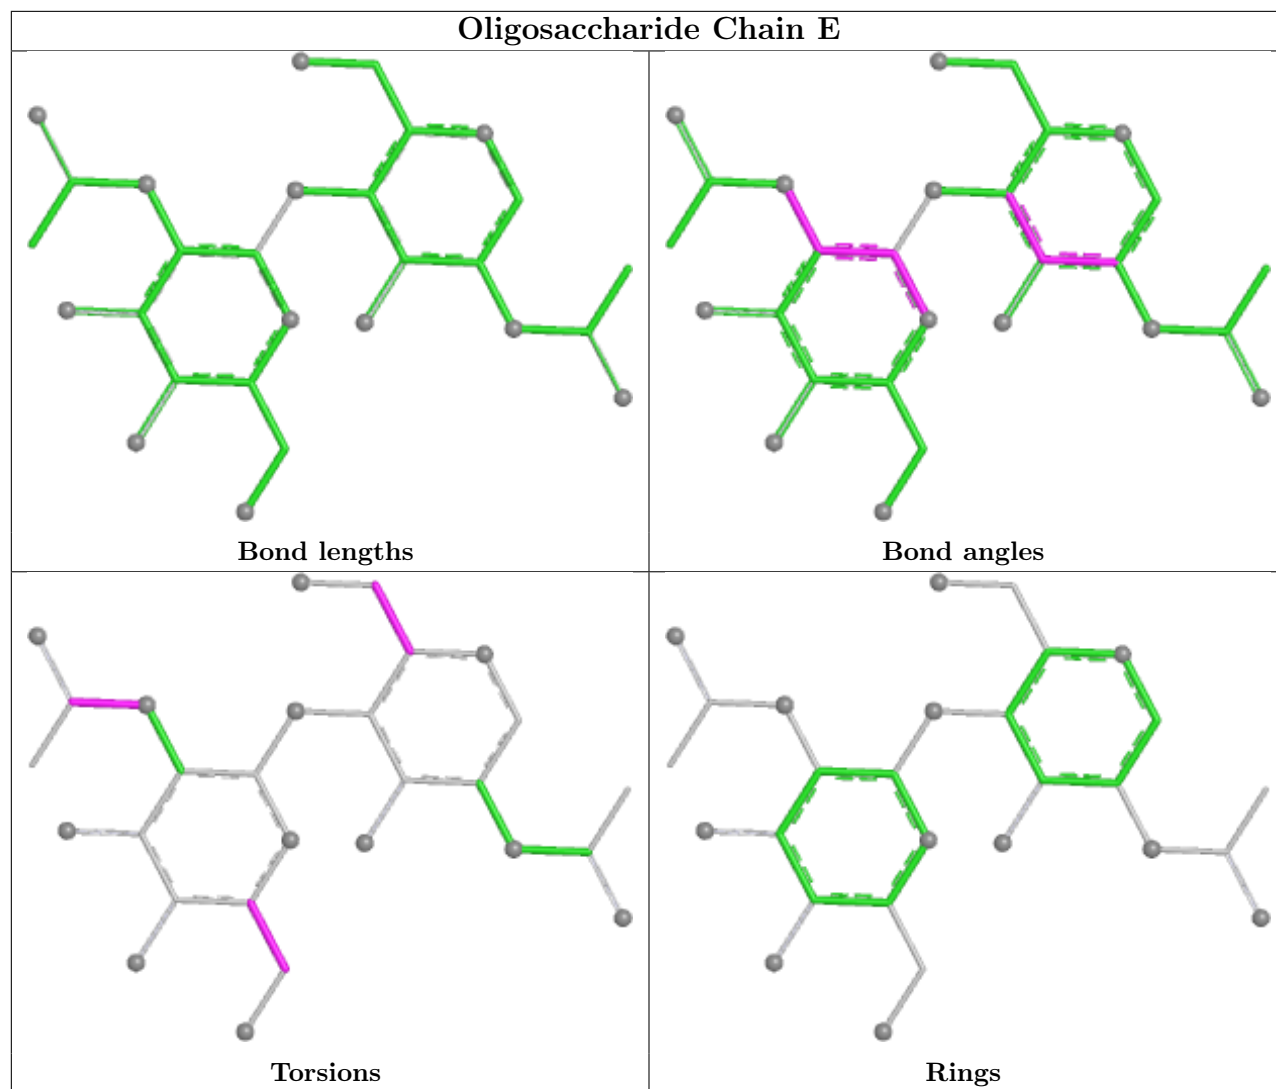 Oligosaccharide Chain E
Bond lengths
Bond angles
Torsions
Rings